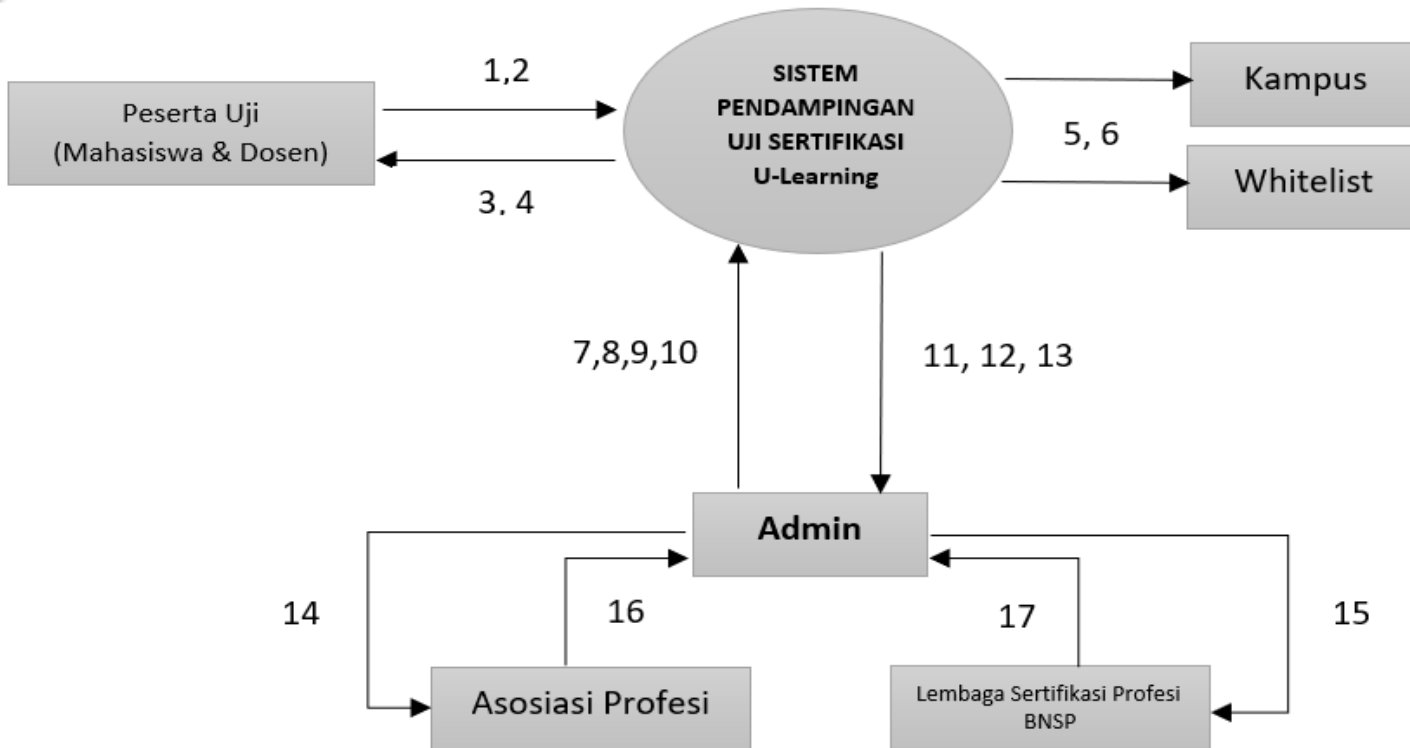 SISTEM
PENDAMPINGAN
UJI SERTIFIKASI
U-Learning
Peserta Uji
(Mahasiswa & Dosen)
1,2
3, 4
Kampus
5, 6
Whitelist
7,8,9,10
11, 12, 13
Admin
14
16
17
15
Asosiasi Profesi
Lembaga Sertifikasi Profesi
BNSP